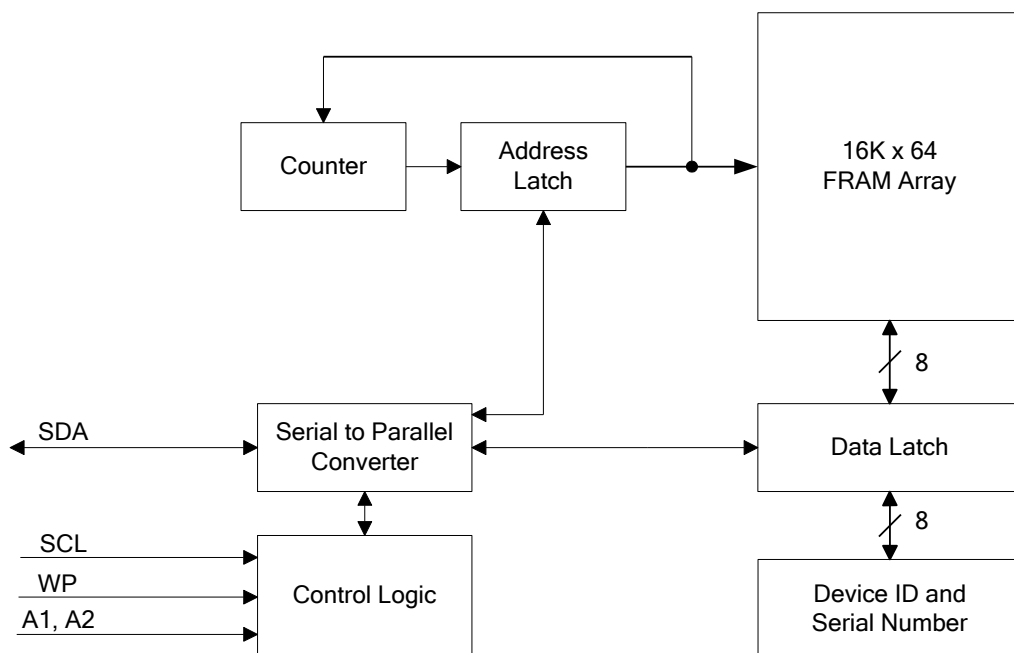 16K x 64
FRAM Array
Counter
Address
Latch
8
SDA
Serial to Parallel
Converter
Data Latch
8
SCL
WP
A1, A2
Control Logic
Device ID and
Serial Number